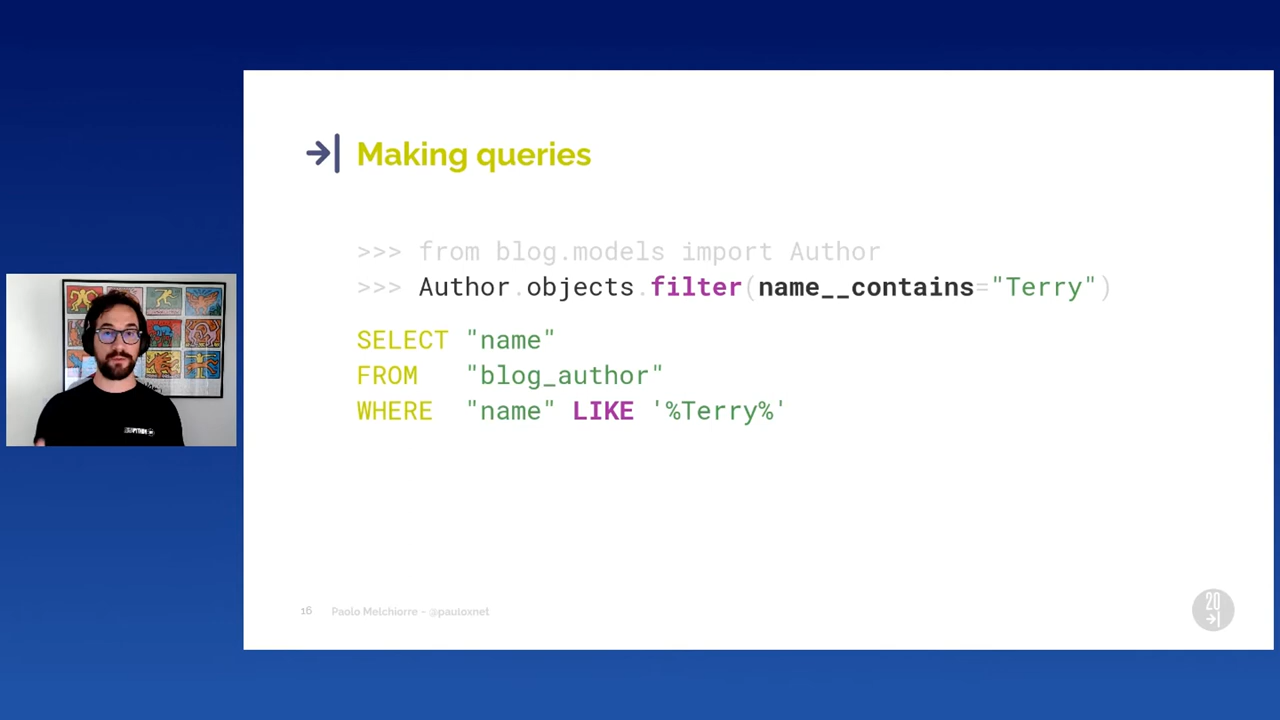 Making queries
>>> from blog.models import Author
>>> Author.objects.filter(name__contains="Terry")
SELECT "name"
FROM "blog_author"
WHERE "name" LIKE '%Terry%'
16 Paolo Melchiorre - @pauloxnet
20